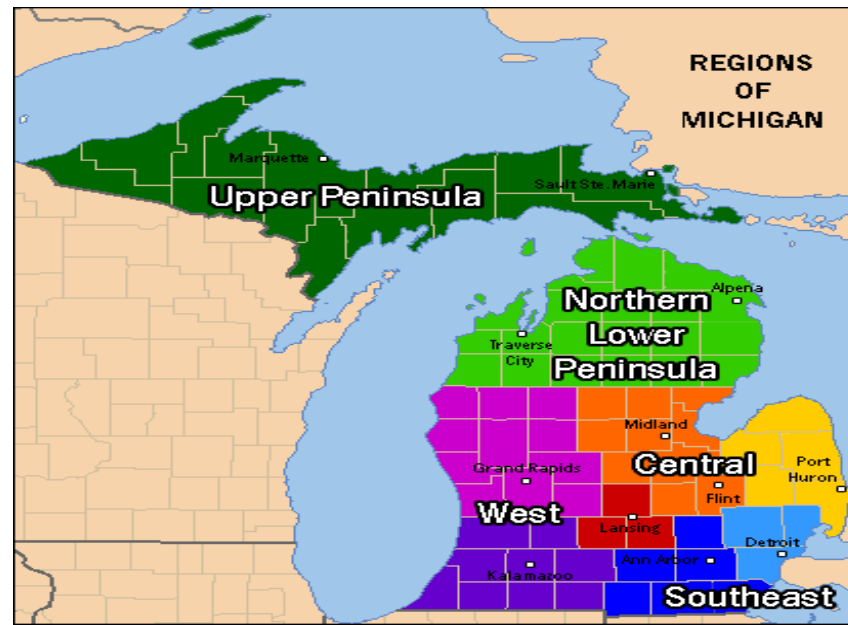 REGIONS
OF
MICHIGAN
Marquette
Sault Ste. Marie
Upper Peninsula
Alpena
Northern
Lower
Peninsula
Traverse
City
Midland
Central
Port
Huron
Grand Rapids
Flint
West
Lansing
Detroit
Ann Arbor
Kalamazoo
Southeast